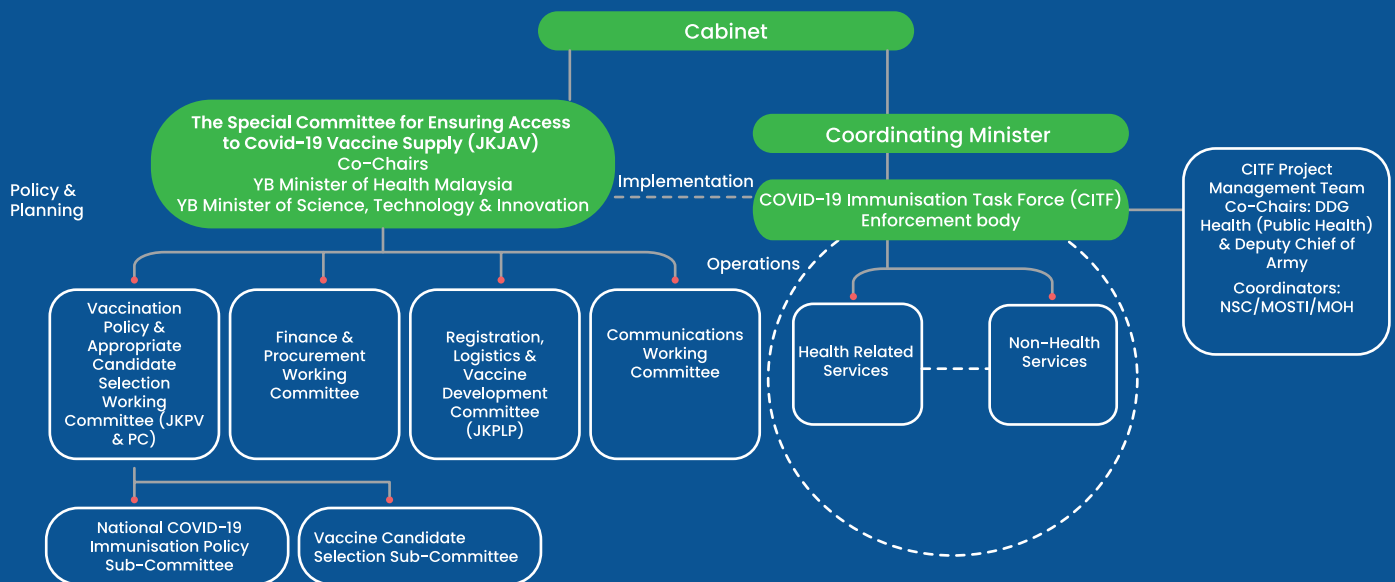 Cabinet
The Special Committee for Ensuring Access
to Covid-19 Vaccine Supply (JKJAV)
Co-Chairs
YB Minister of Health Malaysia
YB Minister of Science, Technology & Innovation
Coordinating Minister
Policy &
Planning
Implementation
COVID-19 Immunisation Task Force (CITF)
Enforcement body
CITF Project
Management Team
Co-Chairs: DDG
Health (Public Health)
& Deputy Chief of
Army
Coordinators:
NSC/MOSTI/MOH
Operations
Vaccination
Policy &
Appropriate
Candidate
Selection
Working
Committee (JKPV
& PC)
Finance &
Procurement
Working
Committee
Registration,
Logistics &
Vaccine
Development
Committee
(JKPLP)
Communications
Working
Committee
Health Related
Services
Non-Health
Services
National COVID-19
Immunisation Policy
Sub-Committee
Vaccine Candidate
Selection Sub-Committee